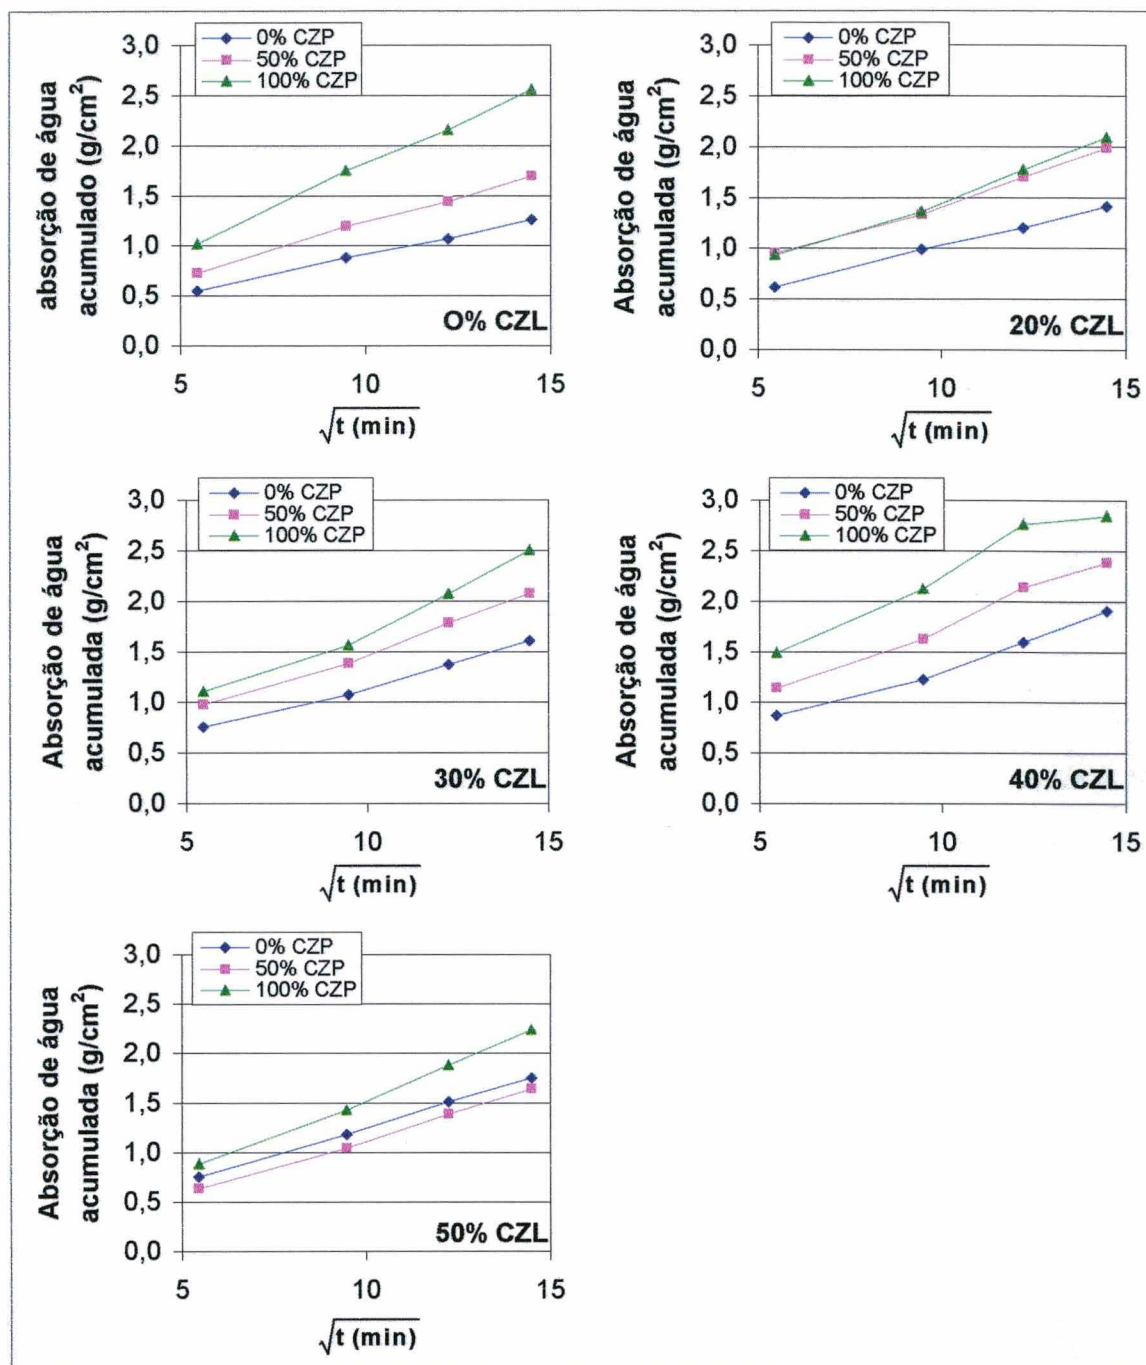 0% CZP
50% CZP
100% CZP
absorção de água
acumulado (g/cm²)
3,0
2,5
2,0
1,5
1,0
0,5
0,0
O% CZL
5
10
15
√t (min)
0% CZP
50% CZP
100% CZP
Absorção de água
acumulada (g/cm²)
3,0
2,5
2,0
1,5
1,0
0,5
0,0
20% CZL
5
10
15
√t (min)
0% CZP
50% CZP
100% CZP
Absorção de água
acumulada (g/cm²)
3,0
2,5
2,0
1,5
1,0
0,5
0,0
30% CZL
5
10
15
√t (min)
0% CZP
50% CZP
100% CZP
Absorção de água
acumulada (g/cm²)
3,0
2,5
2,0
1,5
1,0
0,5
0,0
40% CZL
5
10
15
√t (min)
0% CZP
50% CZP
100% CZP
Absorção de água
acumulada (g/cm²)
3,0
2,5
2,0
1,5
1,0
0,5
0,0
50% CZL
5
10
15
√t (min)